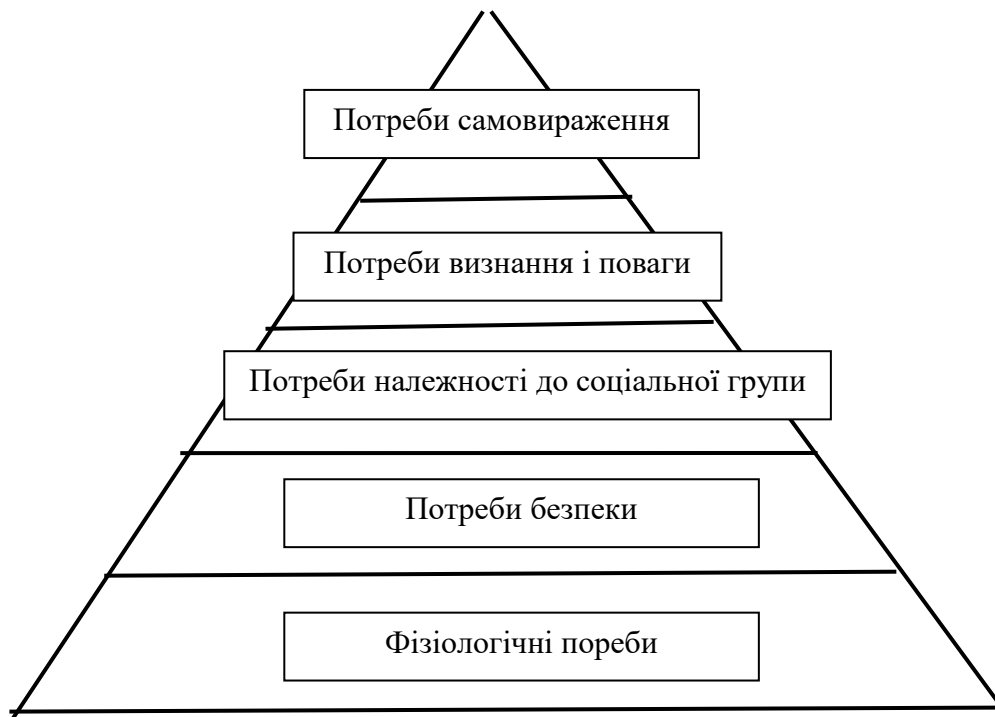 Потреби самовираження
Потреби визнання і поваги
Потреби належності до соціальної групи
Потреби безпеки
Фізіологічні пореби